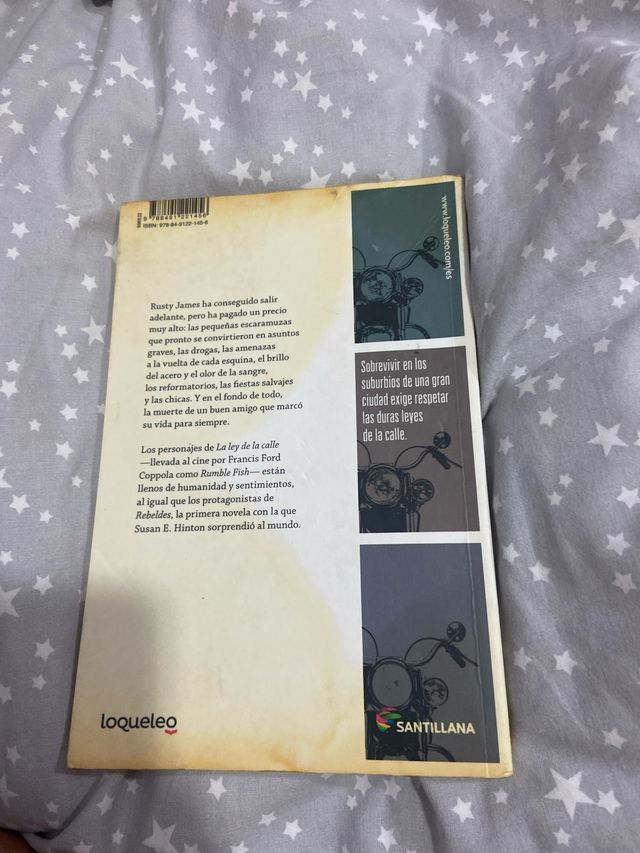 9 788491 221456
ISBN: 978-84-9122-145-6
www.loqueleo.com/es
Rusty James ha conseguido salir
adelante, pero ha pagado un precio
muy alto: las pequeñas escaramuzas
que pronto se convirtieron en asuntos
graves, las drogas, las amenazas
a la vuelta de cada esquina, el brillo
del acero y el olor de la sangre,
los reformatorios, las fiestas salvajes
y las chicas. Y en el fondo de todo,
la muerte de un buen amigo que marcó
su vida para siempre.
Los personajes de La ley de la calle
—llevada al cine por Francis Ford
Coppola como Rumble Fish— están
llenos de humanidad y sentimientos,
al igual que los protagonistas de
Rebeldes, la primera novela con la que
Susan E. Hinton sorprendió al mundo.
Sobrevivir en los
suburbios de una gran
ciudad exige respetar
las duras leyes
de la calle.
loqueleo
SANTILLANA